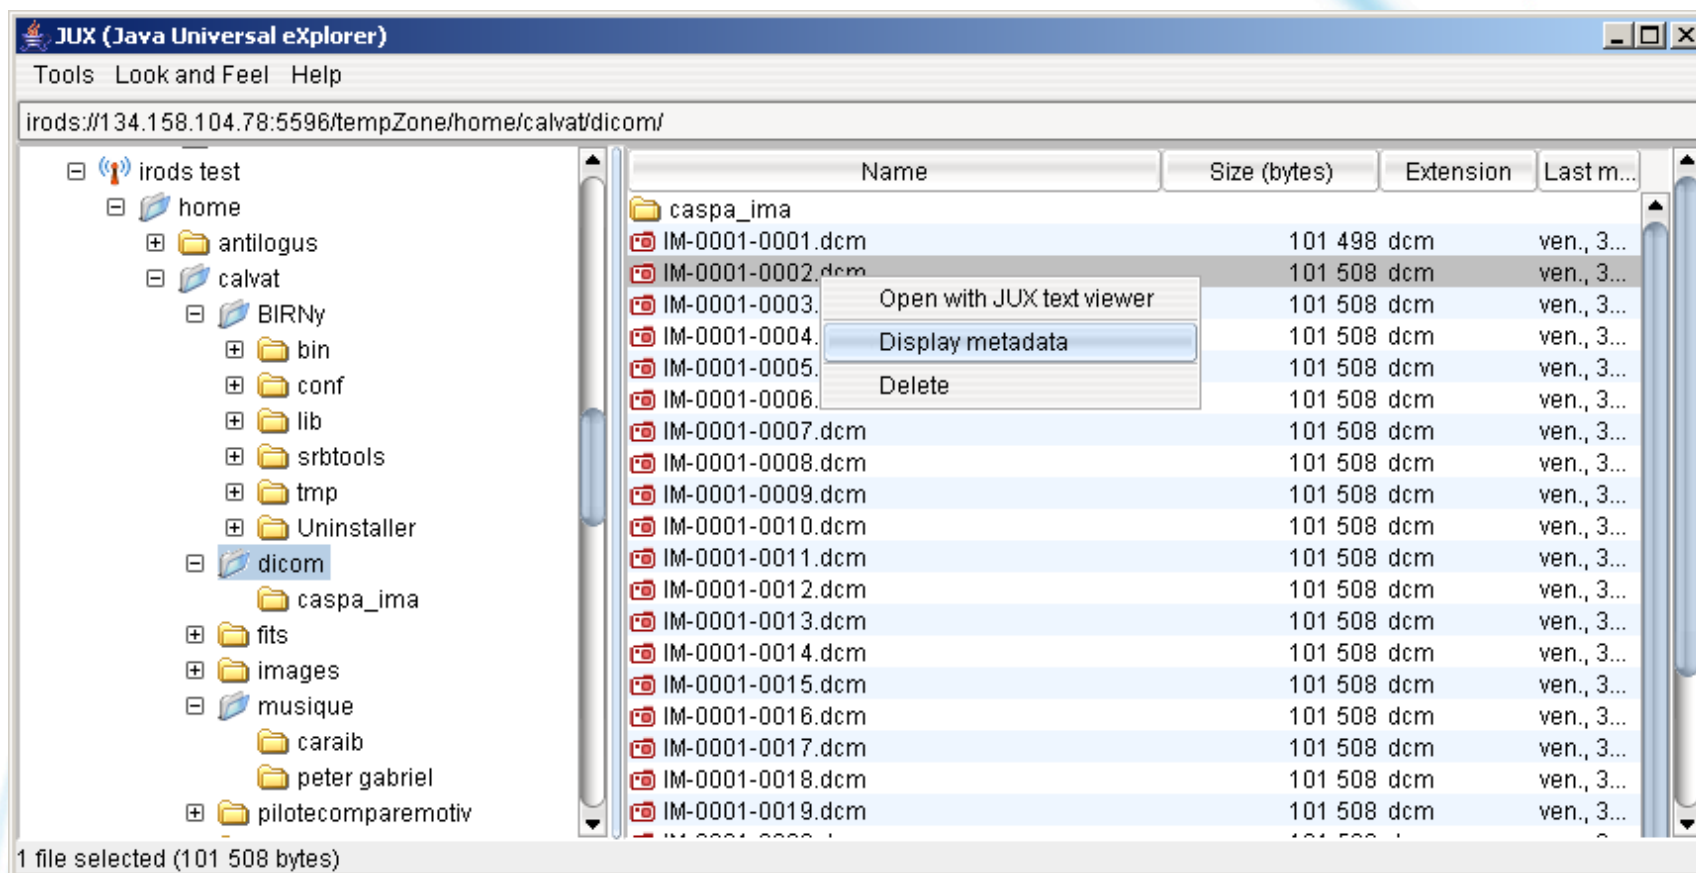 JUX (Java Universal eXplorer)
Tools Look and Feel Help
irods://134.158.104.78:5596/tempZone/home/calvat/dicom/
irods test
home
antilogus
calvat
BIRNy
bin
conf
lib
srbtools
tmp
Uninstaller
dicom
caspa_ima
fits
images
musique
caraib
peter gabriel
pilotecomparemotiv
Name Size (bytes) Extension Last m...
caspa_ima
IM-0001-0001.dcm 101 498 dcm ven., 3...
IM-0001-0002.dcm 101 508 dcm ven., 3...
IM-0001-0003. 101 508 dcm ven., 3...
IM-0001-0004. 101 508 dcm ven., 3...
IM-0001-0005. 101 508 dcm ven., 3...
IM-0001-0006. 101 508 dcm ven., 3...
IM-0001-0007.dcm 101 508 dcm ven., 3...
IM-0001-0008.dcm 101 508 dcm ven., 3...
IM-0001-0009.dcm 101 508 dcm ven., 3...
IM-0001-0010.dcm 101 508 dcm ven., 3...
IM-0001-0011.dcm 101 508 dcm ven., 3...
IM-0001-0012.dcm 101 508 dcm ven., 3...
IM-0001-0013.dcm 101 508 dcm ven., 3...
IM-0001-0014.dcm 101 508 dcm ven., 3...
IM-0001-0015.dcm 101 508 dcm ven., 3...
IM-0001-0016.dcm 101 508 dcm ven., 3...
IM-0001-0017.dcm 101 508 dcm ven., 3...
IM-0001-0018.dcm 101 508 dcm ven., 3...
IM-0001-0019.dcm 101 508 dcm ven., 3...
Open with JUX text viewer
Display metadata
Delete
1 file selected (101 508 bytes)